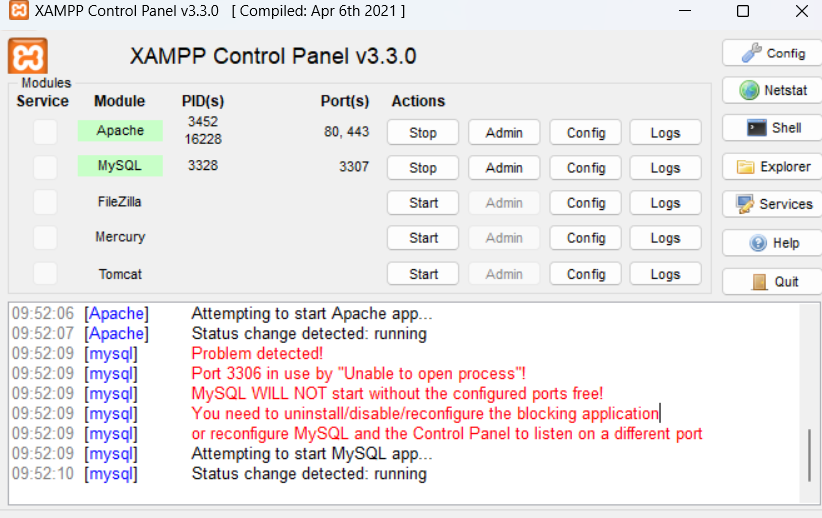 XAMPP Control Panel v3.3.0 [ Compiled: Apr 6th 2021 ]
XAMPP Control Panel v3.3.0
Config
Modules
Service Module PID(s) Port(s) Actions
Netstat
Apache 3452 16228 80, 443 Stop Admin Config Logs
Shell
MySQL 3328 3307 Stop Admin Config Logs
Explorer
FileZilla Start Admin Config Logs
Services
Mercury Start Admin Config Logs
Help
Tomcat Start Admin Config Logs
Quit
09:52:06 [Apache] Attempting to start Apache app...
09:52:07 [Apache] Status change detected: running
09:52:09 [mysql] Problem detected!
09:52:09 [mysql] Port 3306 in use by "Unable to open process"!
09:52:09 [mysql] MySQL WILL NOT start without the configured ports free!
09:52:09 [mysql] You need to uninstall/disable/reconfigure the blocking application
09:52:09 [mysql] or reconfigure MySQL and the Control Panel to listen on a different port
09:52:09 [mysql] Attempting to start MySQL app...
09:52:10 [mysql] Status change detected: running